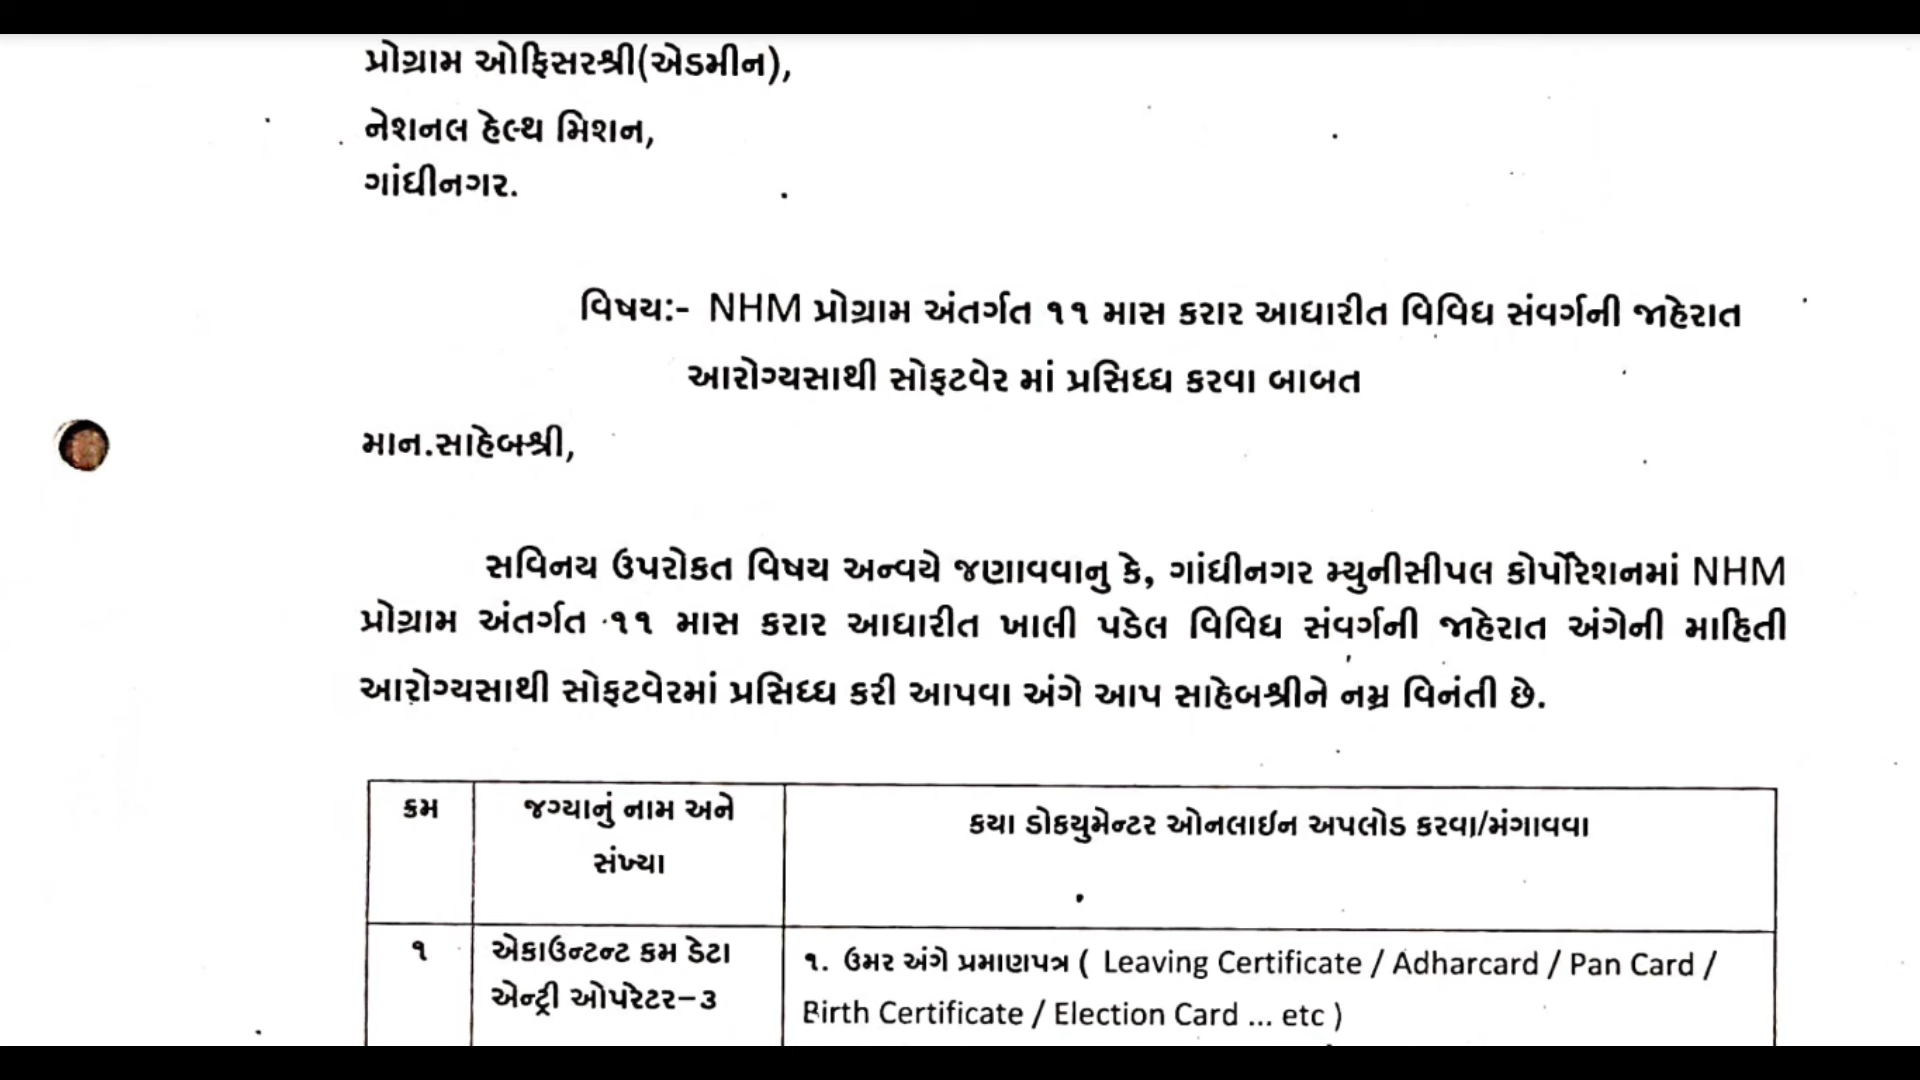 પ્રોગ્રામ ઓફિસરશ્રી(એડમીન),
નેશનલ હેલ્થ મિશન,
ગાંધીનગર.
વિષય:- NHM પ્રોગ્રામ અંતર્ગત ૧૧ માસ કરાર આધારીત વિવિધ સંવર્ગની જાહેરાત
આરોગ્યસાથી સોફટવેર માં પ્રસિધ્ધ કરવા બાબત
માન.સાહેબશ્રી,
સવિનય ઉપરોકત વિષય અન્વયે જણાવવાનુ કે, ગાંધીનગર મ્યુનીસીપલ કોર્પોરેશનમાં NHM
પ્રોગ્રામ અંતર્ગત ૧૧ માસ કરાર આધારીત ખાલી પડેલ વિવિધ સંવર્ગની જાહેરાત અંગેની માહિતી
આરોગ્યસાથી સોફટવેરમાં પ્રસિધ્ધ કરી આપવા અંગે આપ સાહેબશ્રીને નમ્ર વિનંતી છે.
કમ
જગ્યાનું નામ અને
સંખ્યા
કયા ડોકયુમેન્ટર ઓનલાઈન અપલોડ કરવા/મંગાવવા
૧
એકાઉન્ટન્ટ કમ ડેટા
એન્ટ્રી ઓપરેટર–૩
૧. ઉમર અંગે પ્રમાણપત્ર ( Leaving Certificate / Adharcard / Pan Card /
Birth Certificate / Election Card ... etc )